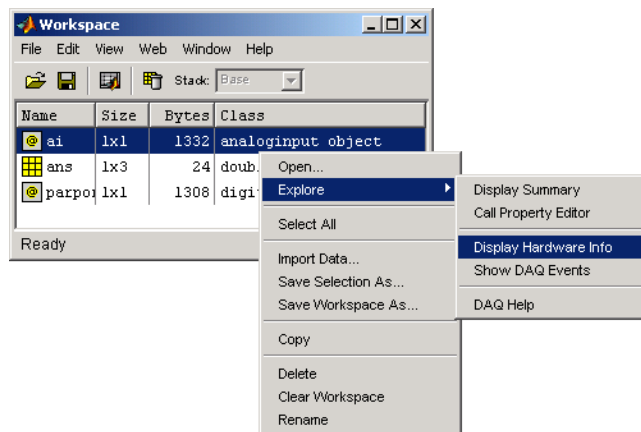 Workspace
File Edit View Web Window Help
Stack: Base
Name Size Bytes Class
ai 1x1 1332 analoginput object
ans 1x3 24 doub
parpo 1x1 1308 digi
Ready
Open...
Explore
Select All
Import Data...
Save Selection As...
Save Workspace As...
Copy
Delete
Clear Workspace
Rename
Display Summary
Call Property Editor
Display Hardware Info
Show DAQ Events
DAQ Help